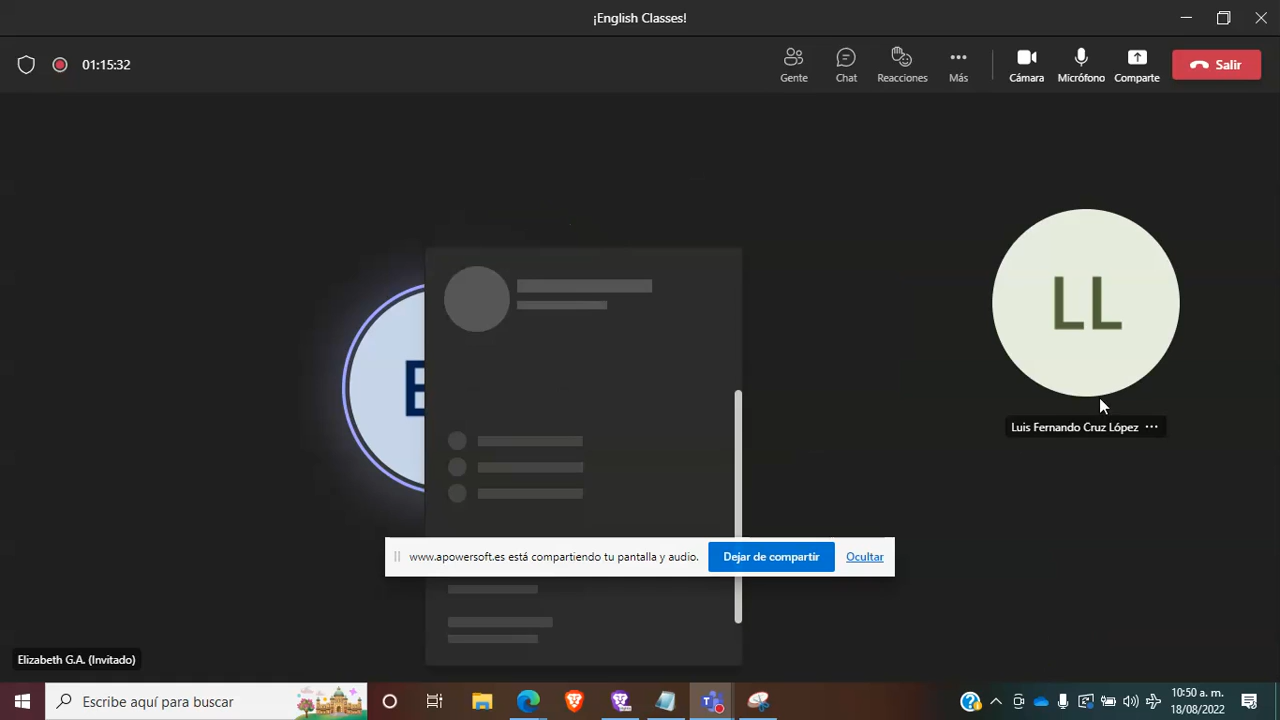 ¡English Classes!
01:15:32
Gente
Chat
Reacciones
Más
Cámara
Micrófono
Comparte
Salir
LL
Luis Fernando Cruz López
www.apowersoft.es está compartiendo tu pantalla y audio.
Dejar de compartir
Ocultar
Elizabeth G.A. (Invitado)
Escribe aquí para buscar
10:50 a. m.
18/08/2022